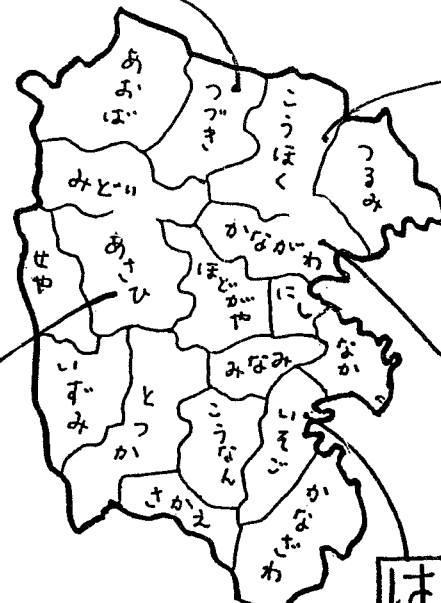 あおば
つづき
こうほく
つるみ
みどり
かながわ
せや
あさひ
ほどがや
にし
なか
みなみ
いずみ
とつか
こうなん
いそご
さかえ
かなざわ
は